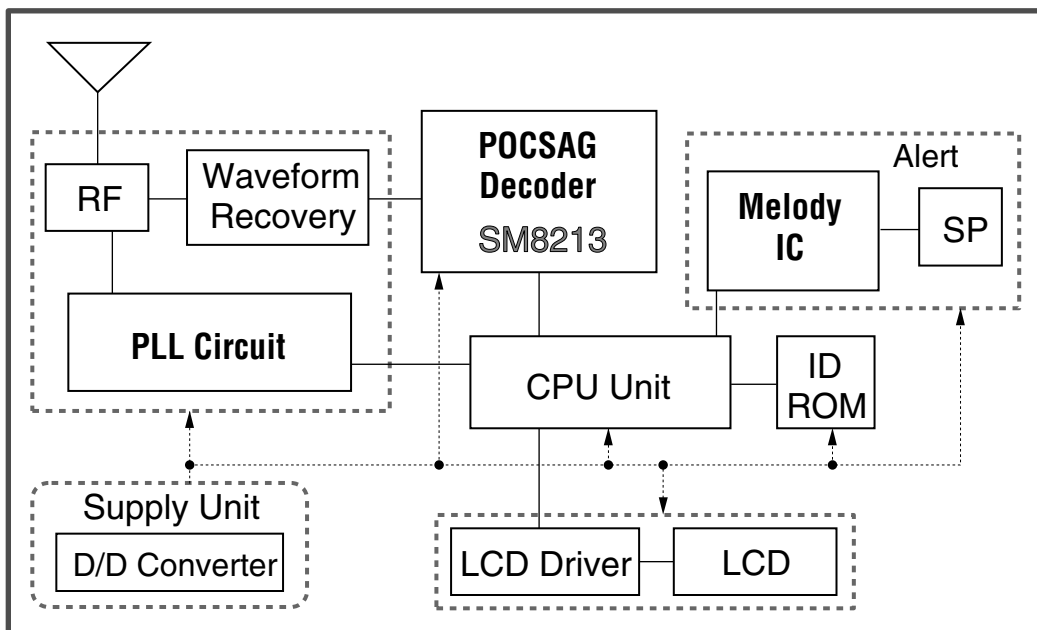 RF
Waveform
Recovery
POCSAG
Decoder
SM8213
Alert
Melody
IC
SP
PLL Circuit
CPU Unit
ID
ROM
Supply Unit
D/D Converter
LCD Driver
LCD